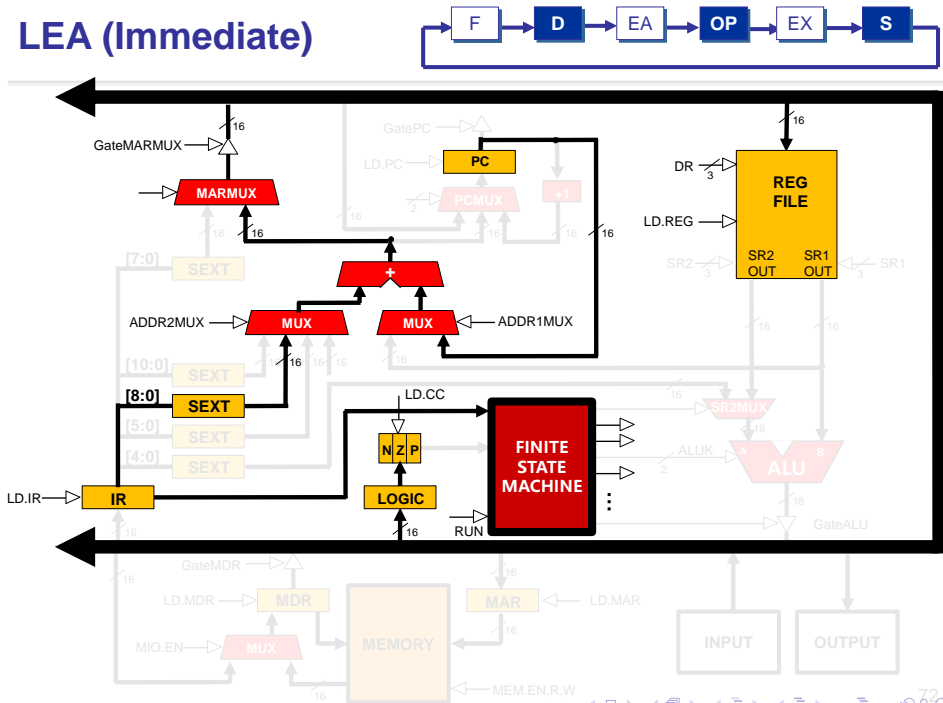 LEA (Immediate)
F D EA OP EX S
16
16
GatePC
GateMARMUX
LD.PC
PC
DR
3
REG
FILE
MARMUX
2
PCMUX
+1
LD.REG
16
16
16
16
16
[7:0]
SEXT
SR2
3
SR2
OUT
SR1
OUT
3
SR1
+
ADDR2MUX
MUX
MUX
ADDR1MUX
16
16
16
16
16
16
[10:0]
SEXT
LD.CC
16
[8:0]
SEXT
SR2MUX
16
[5:0]
SEXT
N Z P
FINITE
STATE
MACHINE
ALUK
2
A
B
ALU
[4:0]
SEXT
LD.IR
IR
LOGIC
16
RUN
16
GateALU
16
GateMDR
16
LD.MDR
MDR
MAR
LD.MAR
16
MIO.EN
MUX
MEMORY
INPUT
OUTPUT
16
MEM.EN,R,W
72